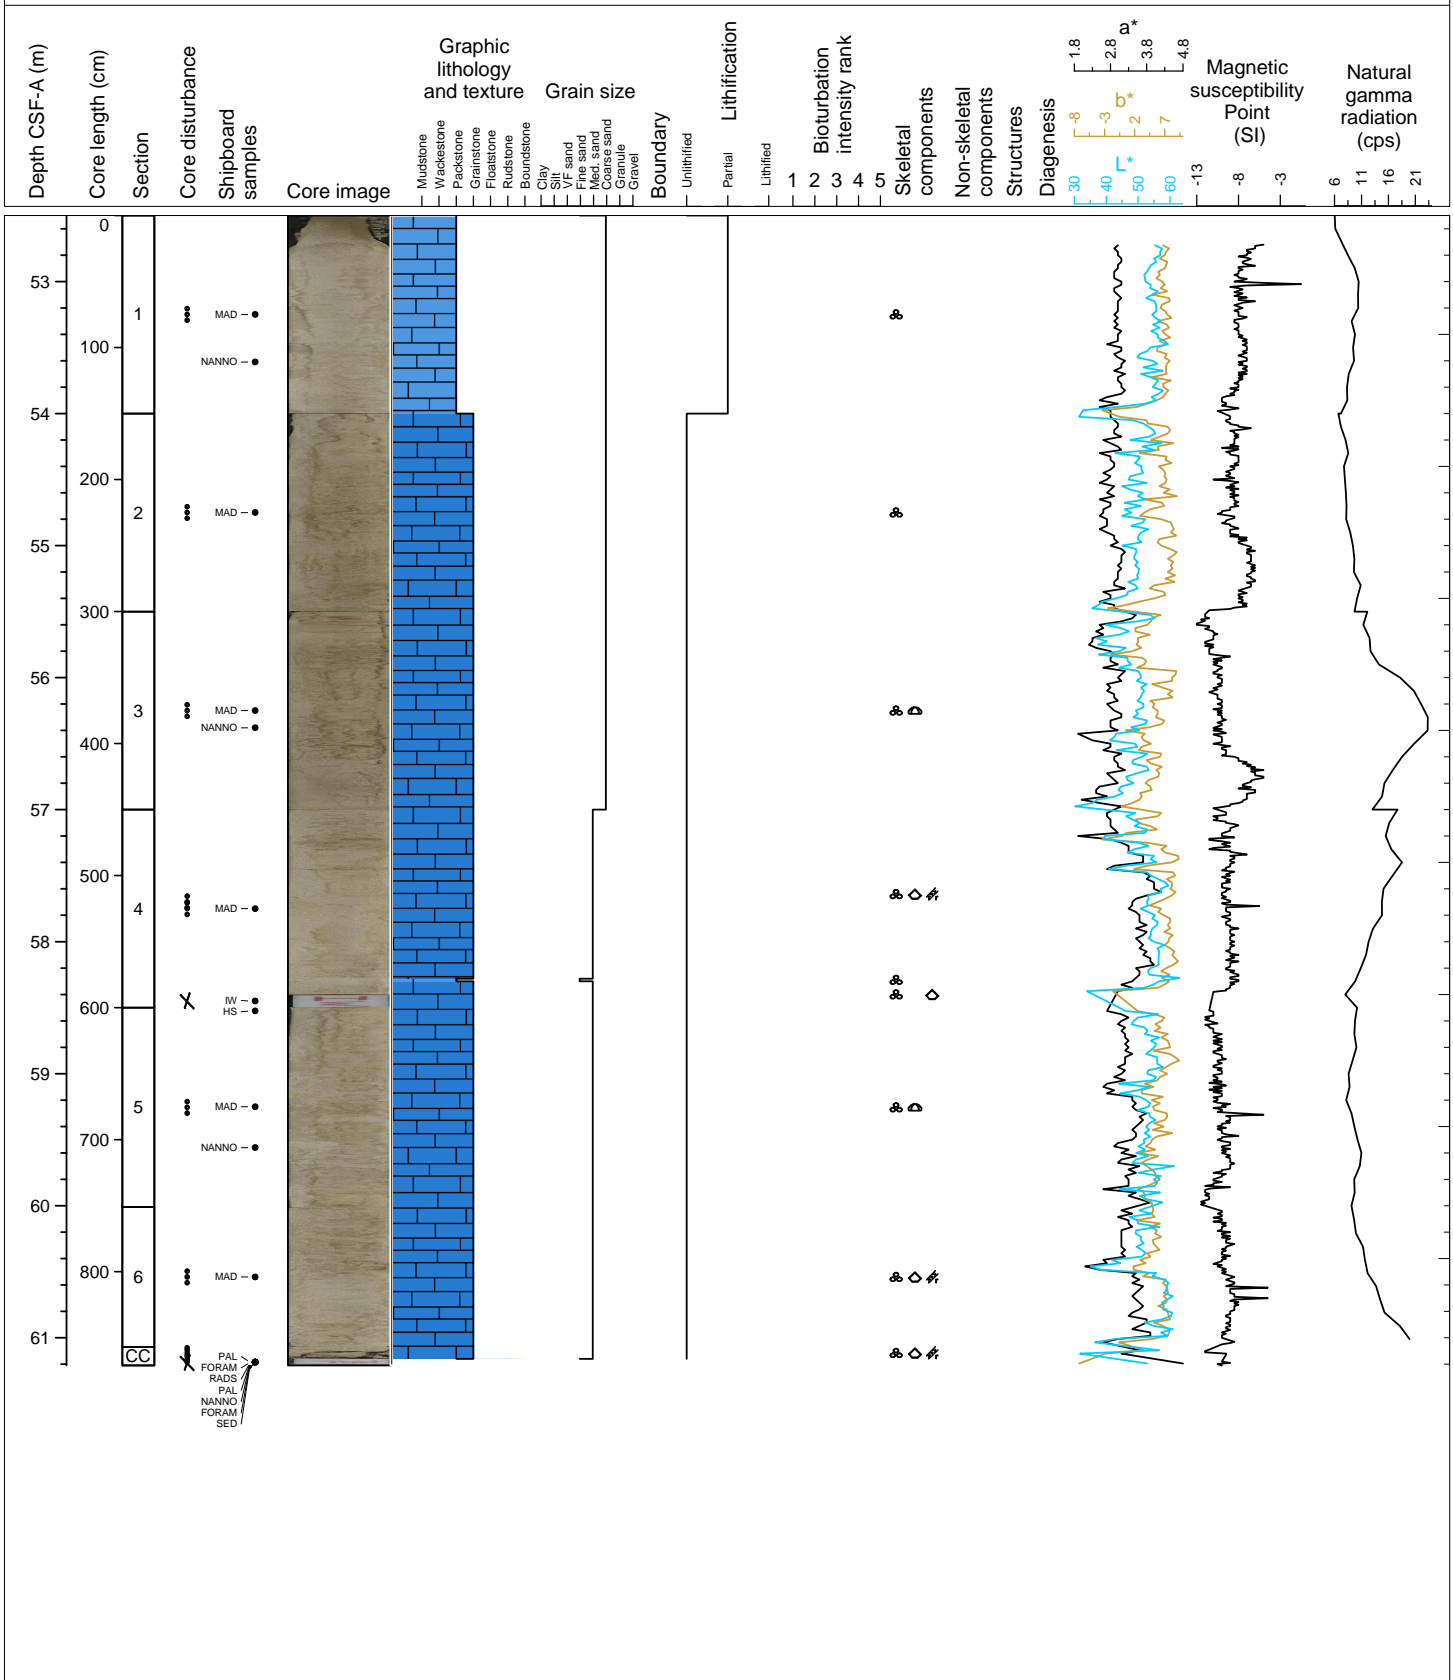 Depth CSF-A (m)
Core length (cm)
Section
Core disturbance
Shipboard
samples
Core image
Graphic
lithology
and texture
Mudstone
Wackestone
Packstone
Grainstone
Floatstone
Rudstone
Boundstone
Grain size
Clay
Silt
VF sand
Fine sand
Med. sand
Coarse sand
Granule
Gravel
Boundary
Lithification
Unlithified
Partial
Lithified
Bioturbation
intensity rank
1 2 3 4 5
Skeletal
components
Non-skeletal
components
Structures
Diagenesis
a*
1.8 2.8 3.8 4.8
b*
-8 -3 2 7
L*
30 40 50 60
Magnetic
susceptibility
Point
(SI)
-13 -8 -3
Natural
gamma
radiation
(cps)
6 11 16 21
0
53
1
MAD
100
NANNO
54
200
2
MAD
55
300
56
3
MAD
NANNO
400
57
500
4
MAD
58
IW
600
HS
59
5
MAD
700
NANNO
60
800
6
MAD
61
CC
PAL
FORAM
RADS
PAL
NANNO
FORAM
SED